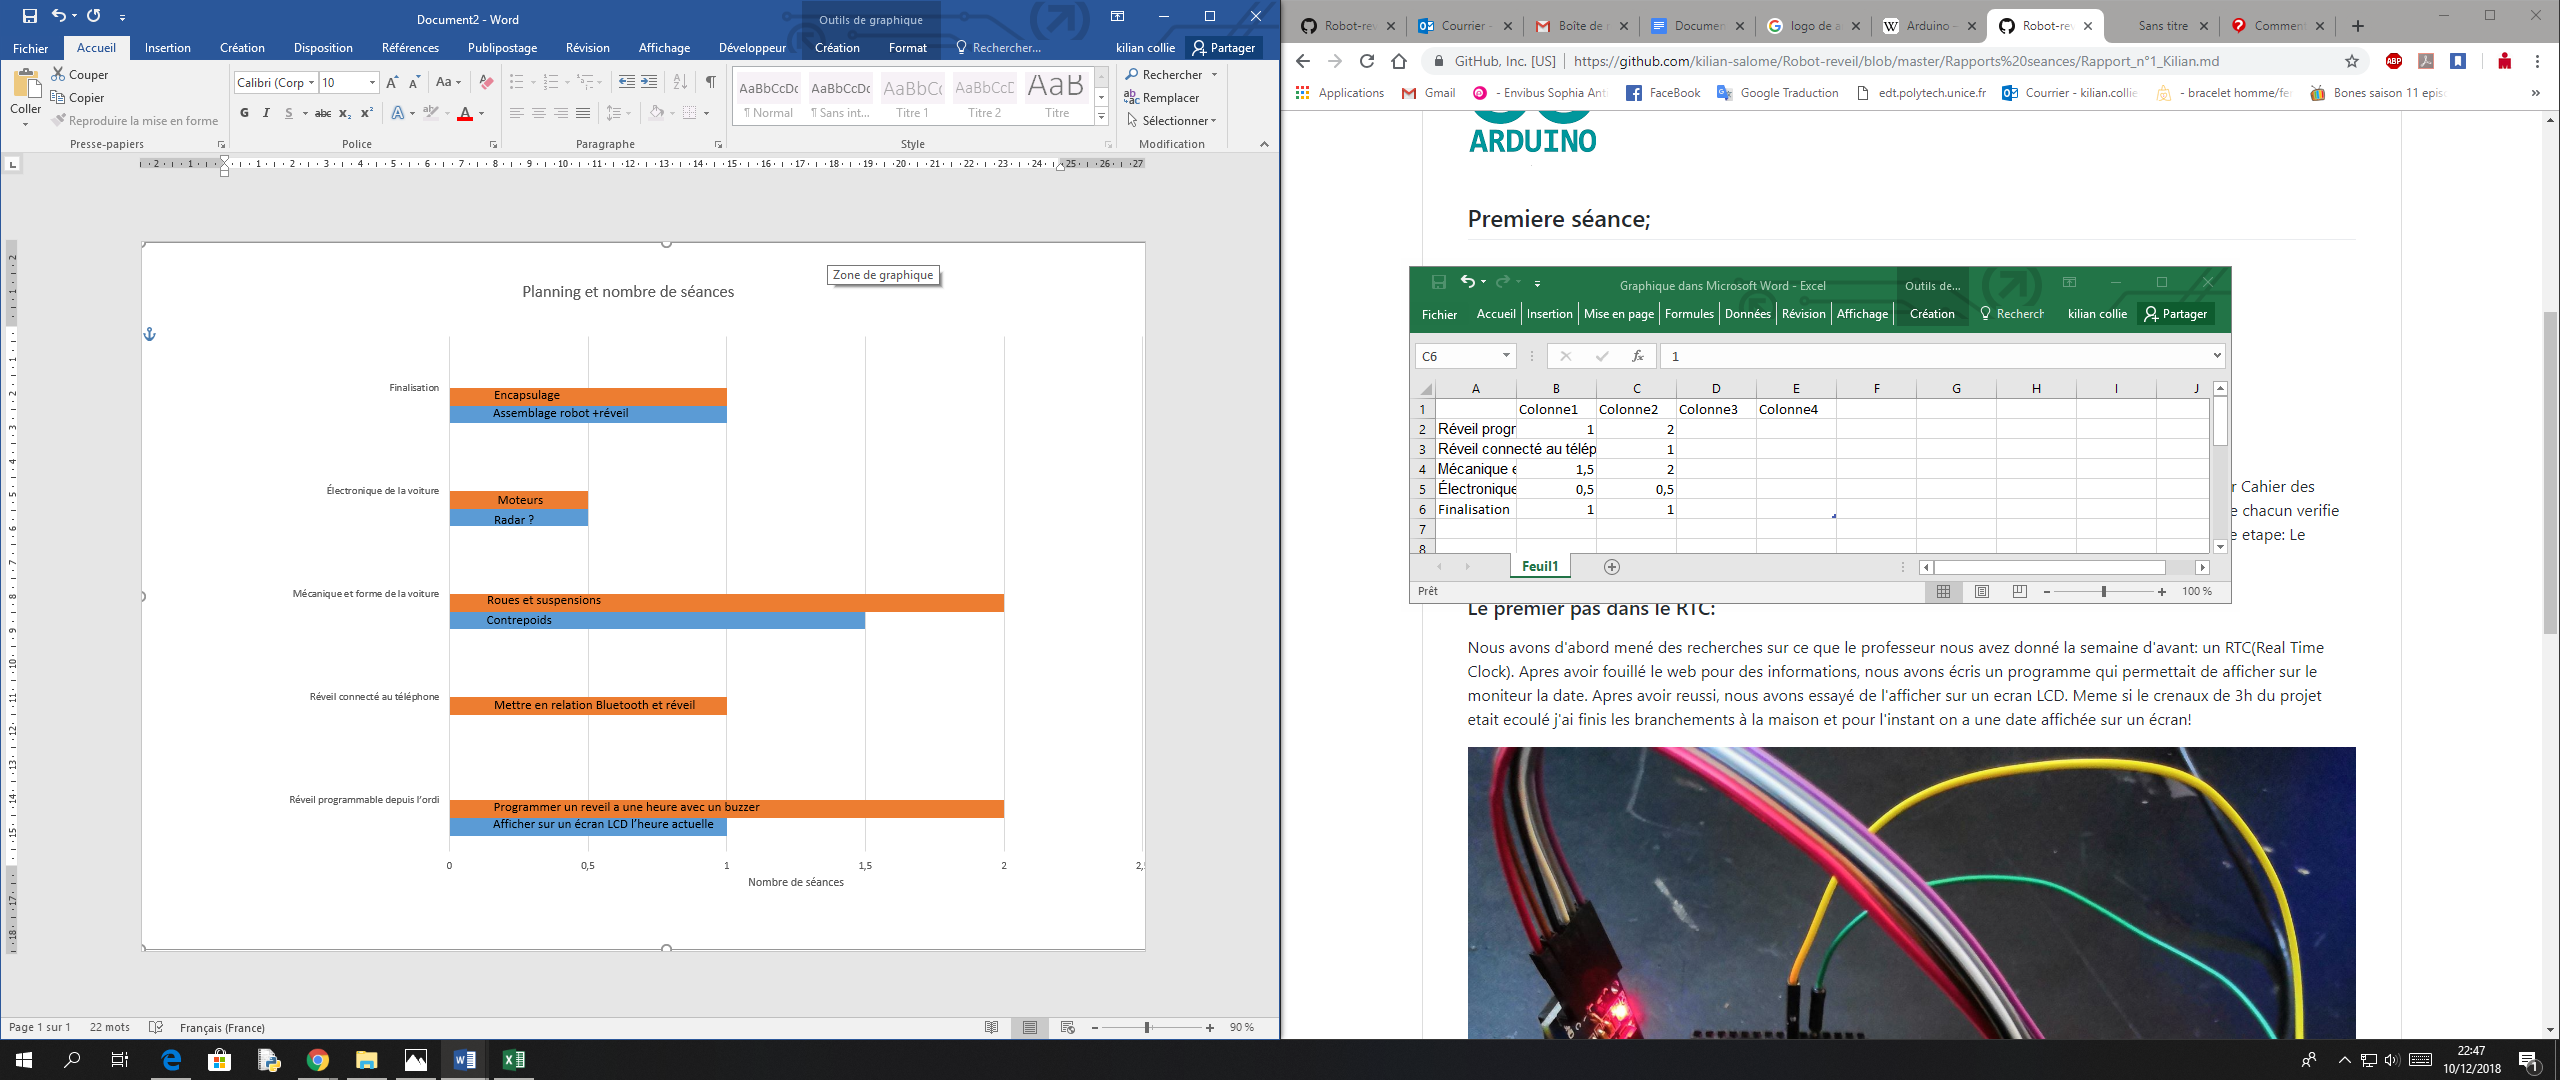 Document2 - Word
Outils de graphique
Fichier Accueil Insertion Création Disposition Références Publipostage Révision Affichage Développeur Création Format Rechercher... kilian collie Partager
Coller
Couper
Copier
Reproduire la mise en forme
Presse-papiers
Calibri (Corp 10
Police
Paragraphe
AaBbCcDc AaBbCcDc AaBbCc AaBbCcD AaB
¶ Normal ¶ Sans int... Titre 1 Titre 2 Titre
Style
Rechercher
Remplacer
Sélectionner
Modification
Zone de graphique
Planning et nombre de séances
Finalisation
Encapsulage
Assemblage robot +réveil
Électronique de la voiture
Moteurs
Radar ?
Mécanique et forme de la voiture
Roues et suspensions
Contrepoids
Réveil connecté au téléphone
Mettre en relation Bluetooth et réveil
Réveil programmable depuis l'ordi
Programmer un reveil a une heure avec un buzzer
Afficher sur un écran LCD l'heure actuelle
0 0,5 1 1,5 2 2,
Nombre de séances
Page 1 sur 1 22 mots Français (France) 90 %
Robot-rev Courrier - Boîte de r Documen logo de a Arduino – Robot-rev Sans titre Comment
GitHub, Inc. [US] https://github.com/kilian-salome/Robot-reveil/blob/master/Rapports%20seances/Rapport_n°1_Kilian.md
Applications Gmail - Envibus Sophia Anti FaceBook Google Traduction edt.polytech.unice.fr Courrier - kilian.collie - bracelet homme/fe Bones saison 11 epis
ARDUINO
Premiere séance;
Graphique dans Microsoft Word - Excel
Outils de...
Fichier Accueil Insertion Mise en page Formules Données Révision Affichage Création Recherch kilian collie Partager
C6 fx 1
A B C D E F G H I J
1 Colonne1 Colonne2 Colonne3 Colonne4
2 Réveil progr 1 2
3 Réveil connecté au télép 1
4 Mécanique e 1,5 2
5 Électronique 0,5 0,5
6 Finalisation 1 1
7
8
Feuil1
Prêt 100 %
r Cahier des
e chacun verifie
e etape: Le
Le premier pas dans le RTC:
Nous avons d'abord mené des recherches sur ce que le professeur nous avez donné la semaine d'avant: un RTC(Real Time
Clock). Apres avoir fouillé le web pour des informations, nous avons écris un programme qui permettait de afficher sur le
moniteur la date. Apres avoir reussi, nous avons essayé de l'afficher sur un ecran LCD. Meme si le crenaux de 3h du projet
etait ecoulé j'ai finis les branchements à la maison et pour l'instant on a une date affichée sur un écran!
22:47
10/12/2018